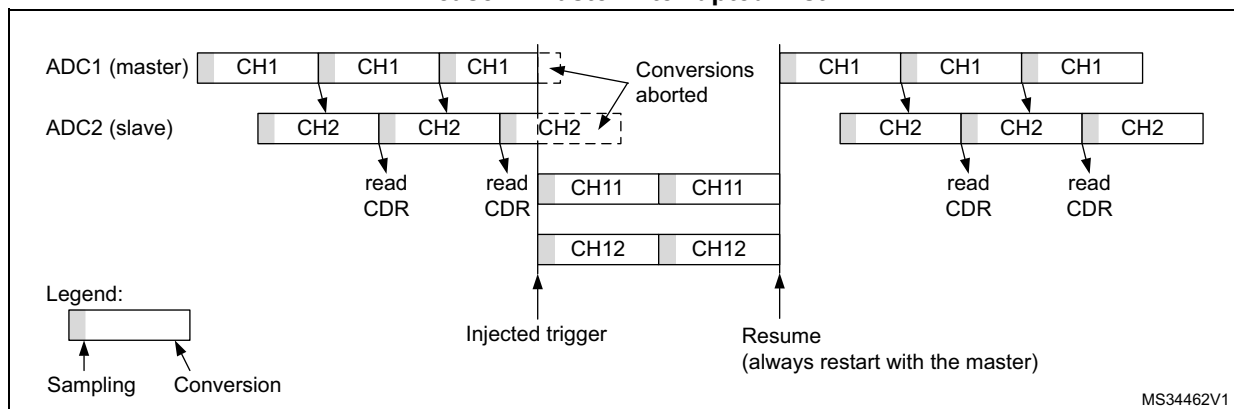 ADC1 (master) CH1 CH1 CH1 Conversions aborted CH1 CH1 CH1
ADC2 (slave) CH2 CH2 CH2 CH2 CH2 CH2
read CDR read CDR read CDR read CDR
CH11 CH11
CH12 CH12
Legend:
Injected trigger
Resume
(always restart with the master)
Sampling Conversion
MS34462V1